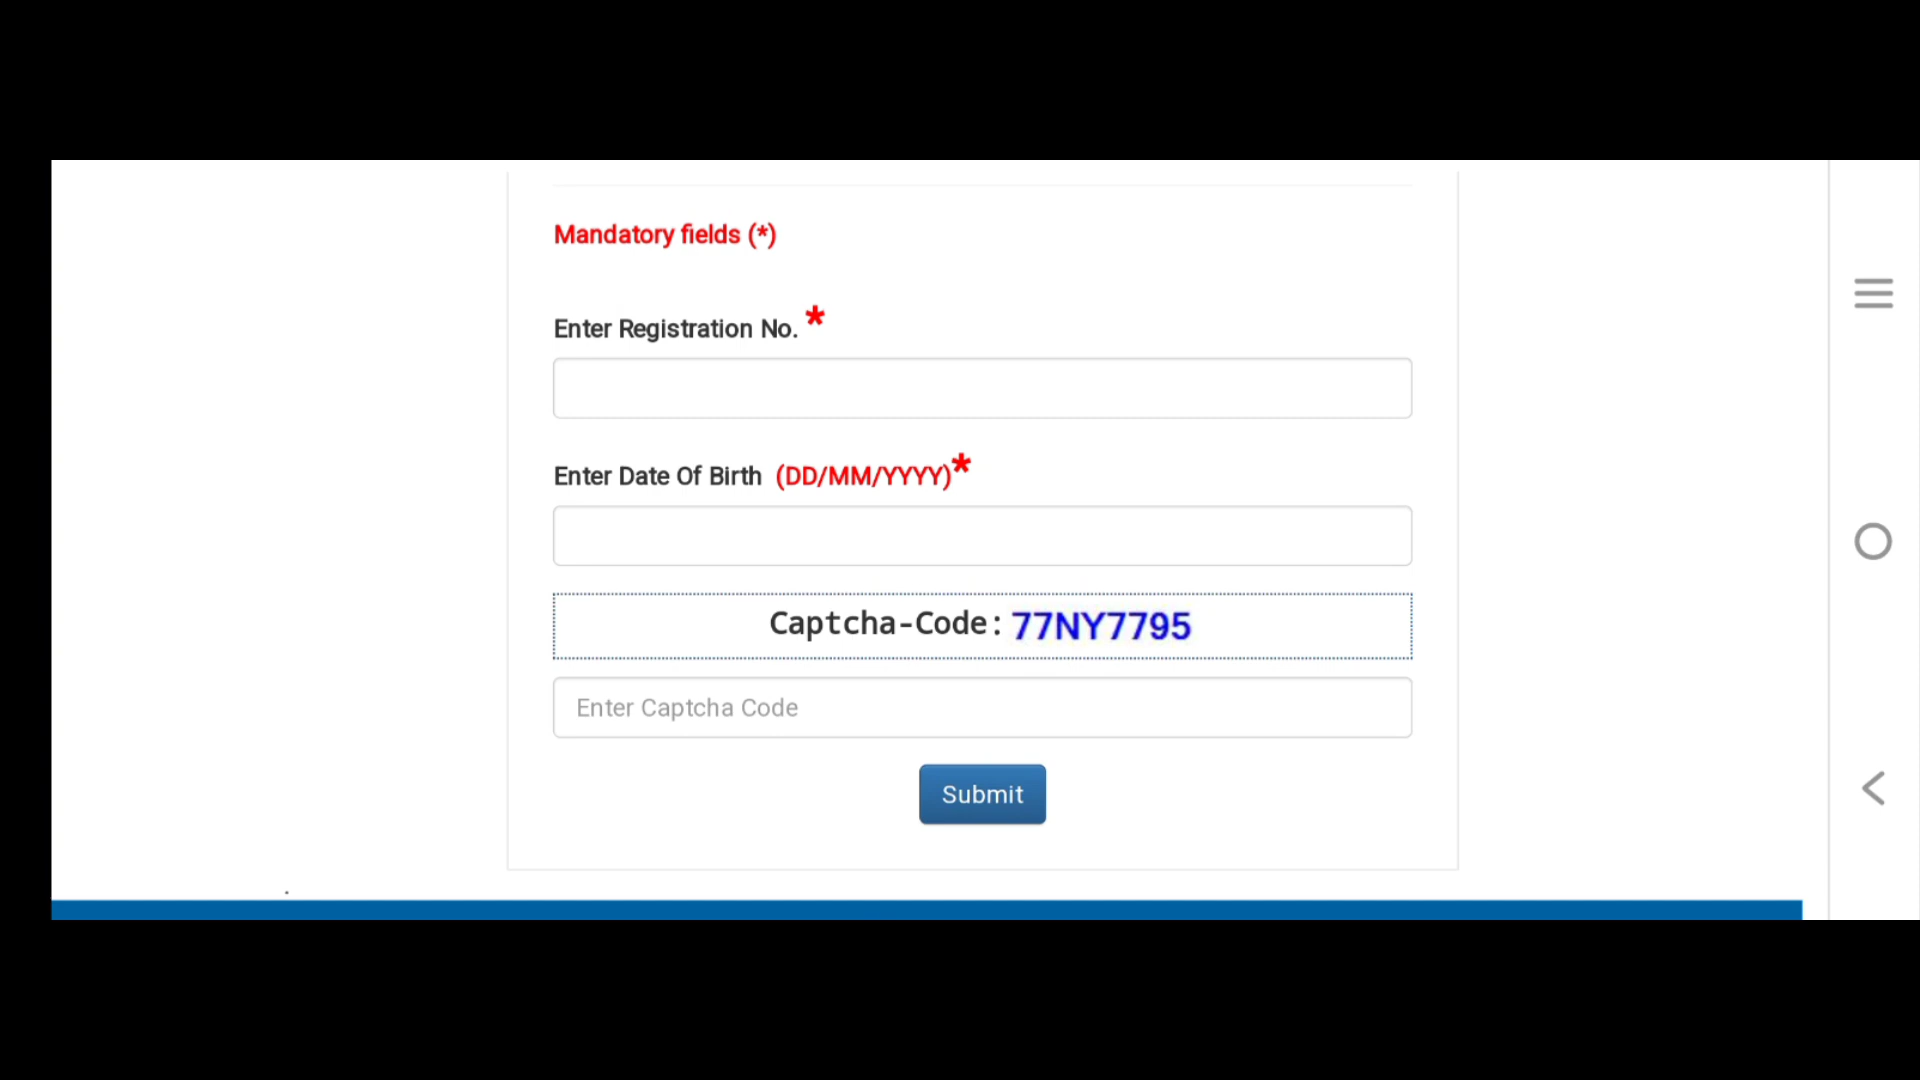 Mandatory fields (*)
Enter Registration No. *
Enter Date Of Birth (DD/MM/YYYY)*
Captcha-Code: 77NY7795
Enter Captcha Code
Submit